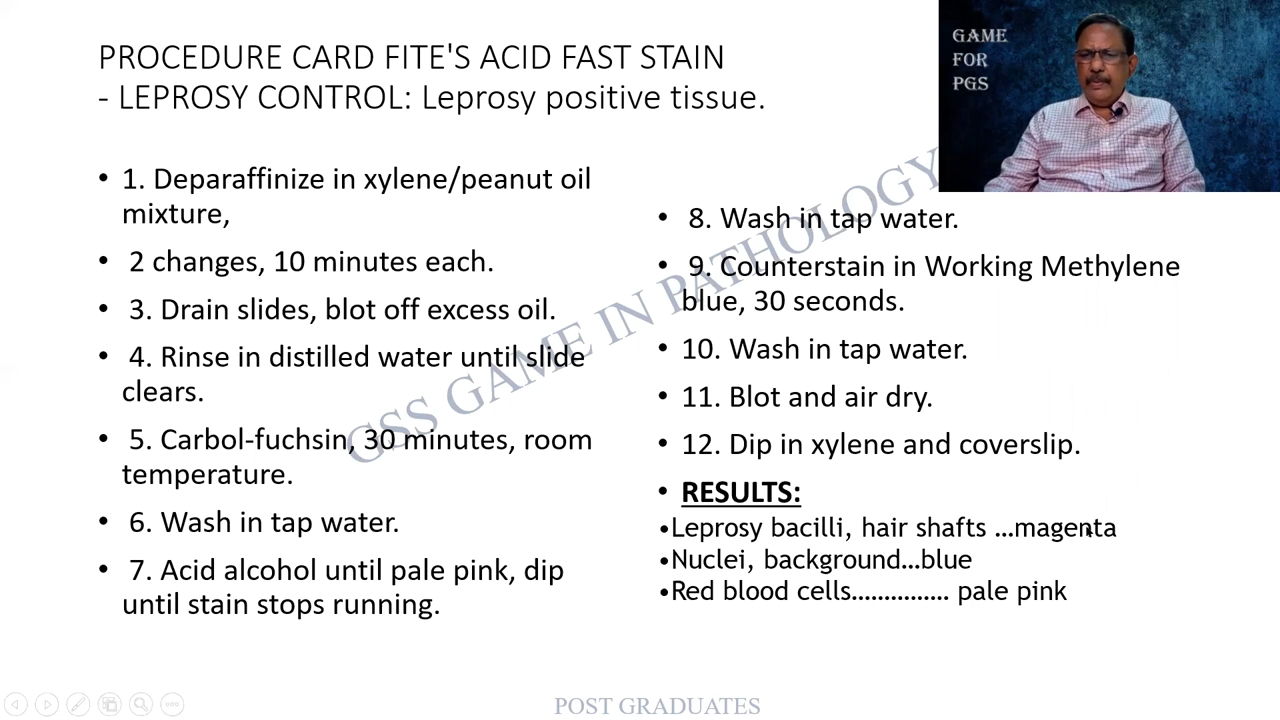 PROCEDURE CARD FITE'S ACID FAST STAIN
- LEPROSY CONTROL: Leprosy positive tissue.
GAME
FOR
PGS
• 1. Deparaffinize in xylene/peanut oil
mixture,
• 2 changes, 10 minutes each.
• 3. Drain slides, blot off excess oil.
• 4. Rinse in distilled water until slide
clears.
• 5. Carbol-fuchsin, 30 minutes, room
temperature.
• 6. Wash in tap water.
• 7. Acid alcohol until pale pink, dip
until stain stops running.
• 8. Wash in tap water.
• 9. Counterstain in Working Methylene
blue, 30 seconds.
• 10. Wash in tap water.
• 11. Blot and air dry.
• 12. Dip in xylene and coverslip.
• RESULTS:
•Leprosy bacilli, hair shafts ...magenta
•Nuclei, background...blue
•Red blood cells............... pale pink
GSS GAME IN PATHOLOGY
POST GRADUATES